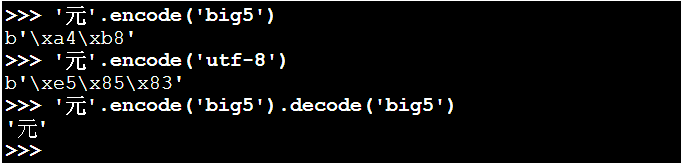 >>> '元'.encode('big5')
b'\xa4\xb8'
>>> '元'.encode('utf-8')
b'\xe5\x85\x83'
>>> '元'.encode('big5').decode('big5')
'元'
>>>